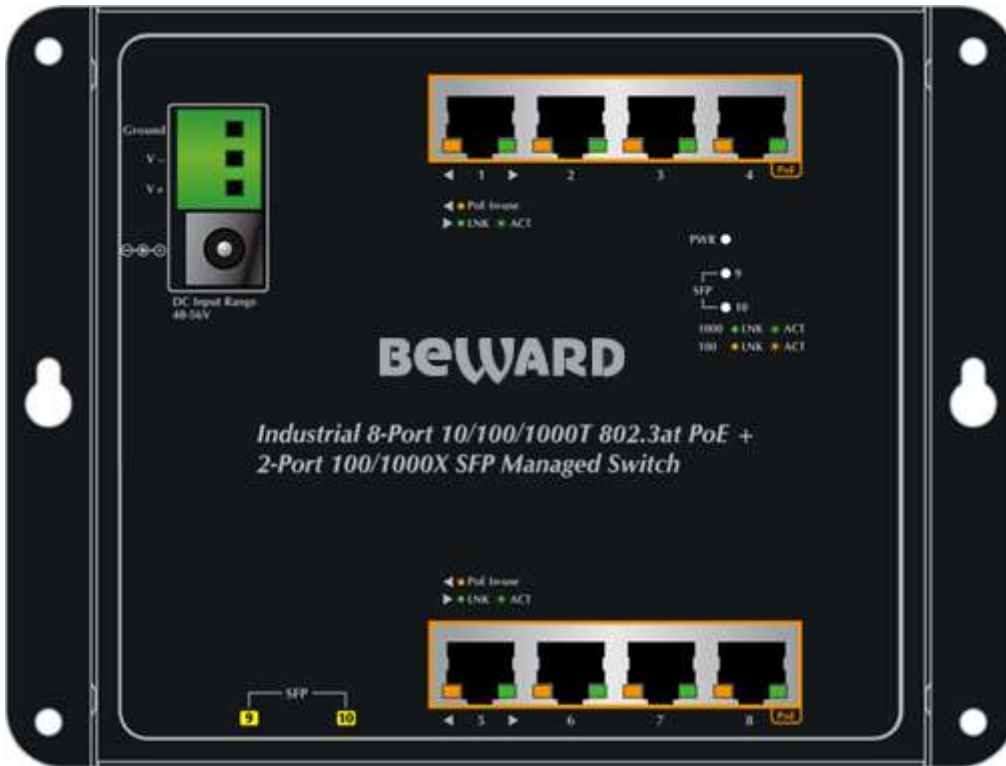 Ground
V –
V +
DC Input Range
48-56V
1 2 3 4 PoE
PoE In-use
LNK ACT
PWR
9
SFP
10
1000 LNK ACT
100 LNK ACT
BEWARD
Industrial 8-Port 10/100/1000T 802.3at PoE +
2-Port 100/1000X SFP Managed Switch
PoE In-use
LNK ACT
SFP
9 10
5 6 7 8 PoE